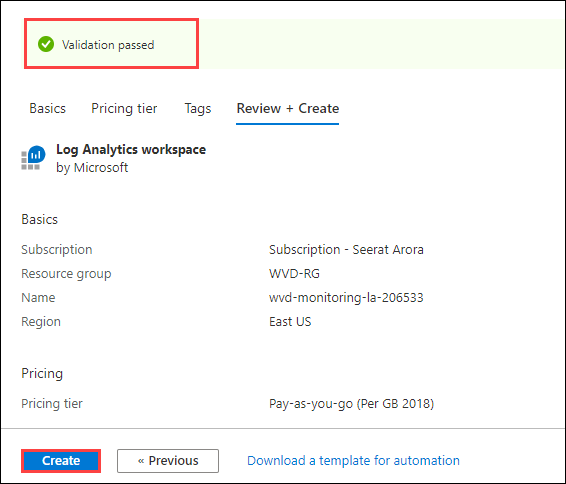 Validation passed
Basics Pricing tier Tags Review + Create
Log Analytics workspace
by Microsoft
Basics
Subscription Subscription - Seerat Arora
Resource group WVD-RG
Name wvd-monitoring-la-206533
Region East US
Pricing
Pricing tier Pay-as-you-go (Per GB 2018)
Create « Previous Download a template for automation